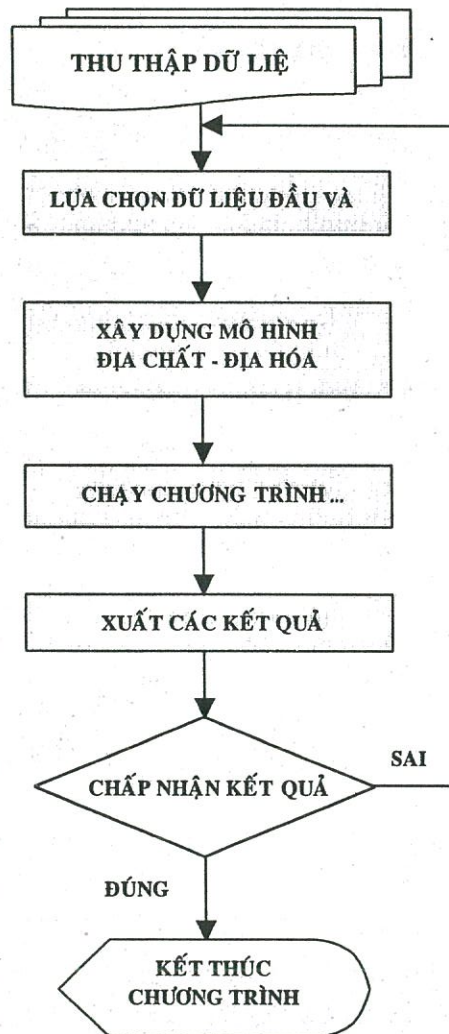 THU THẬP DỮ LIỆ
LỰA CHỌN DỮ LIỆU ĐẦU VÀ
XÂY DỰNG MÔ HÌNH
ĐỊA CHẤT - ĐỊA HÓA
CHẠY CHƯƠNG TRÌNH ...
XUẤT CÁC KẾT QUẢ
CHẤP NHẬN KẾT QUẢ
SAI
ĐÚNG
KẾT THÚC
CHƯƠNG TRÌNH